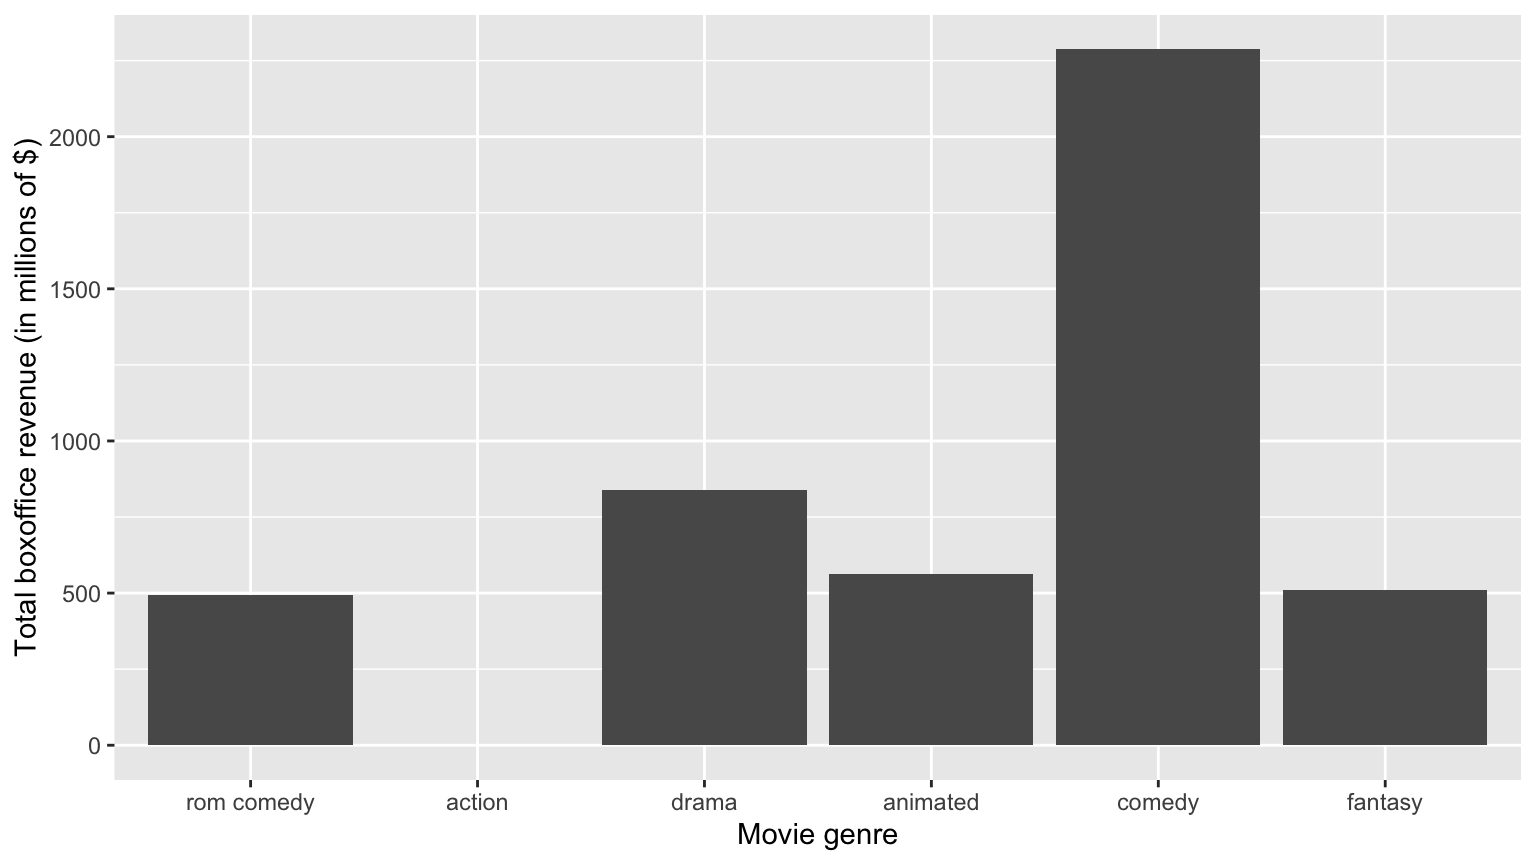 Total boxoffice revenue (in millions of $)
2000
1500
1000
500
0
rom comedy action drama animated comedy fantasy
Movie genre